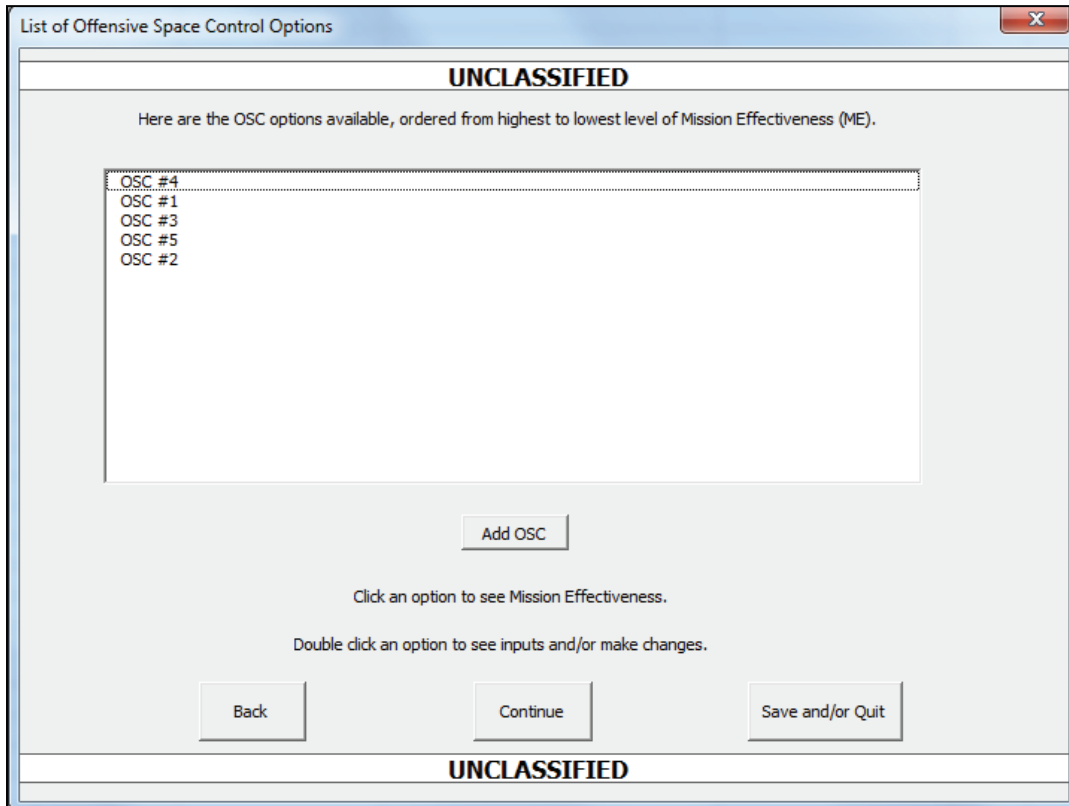 List of Offensive Space Control Options
X
UNCLASSIFIED
Here are the OSC options available, ordered from highest to lowest level of Mission Effectiveness (ME).
OSC #4
OSC #1
OSC #3
OSC #5
OSC #2
Add OSC
Click an option to see Mission Effectiveness.
Double click an option to see inputs and/or make changes.
Back Continue Save and/or Quit
UNCLASSIFIED